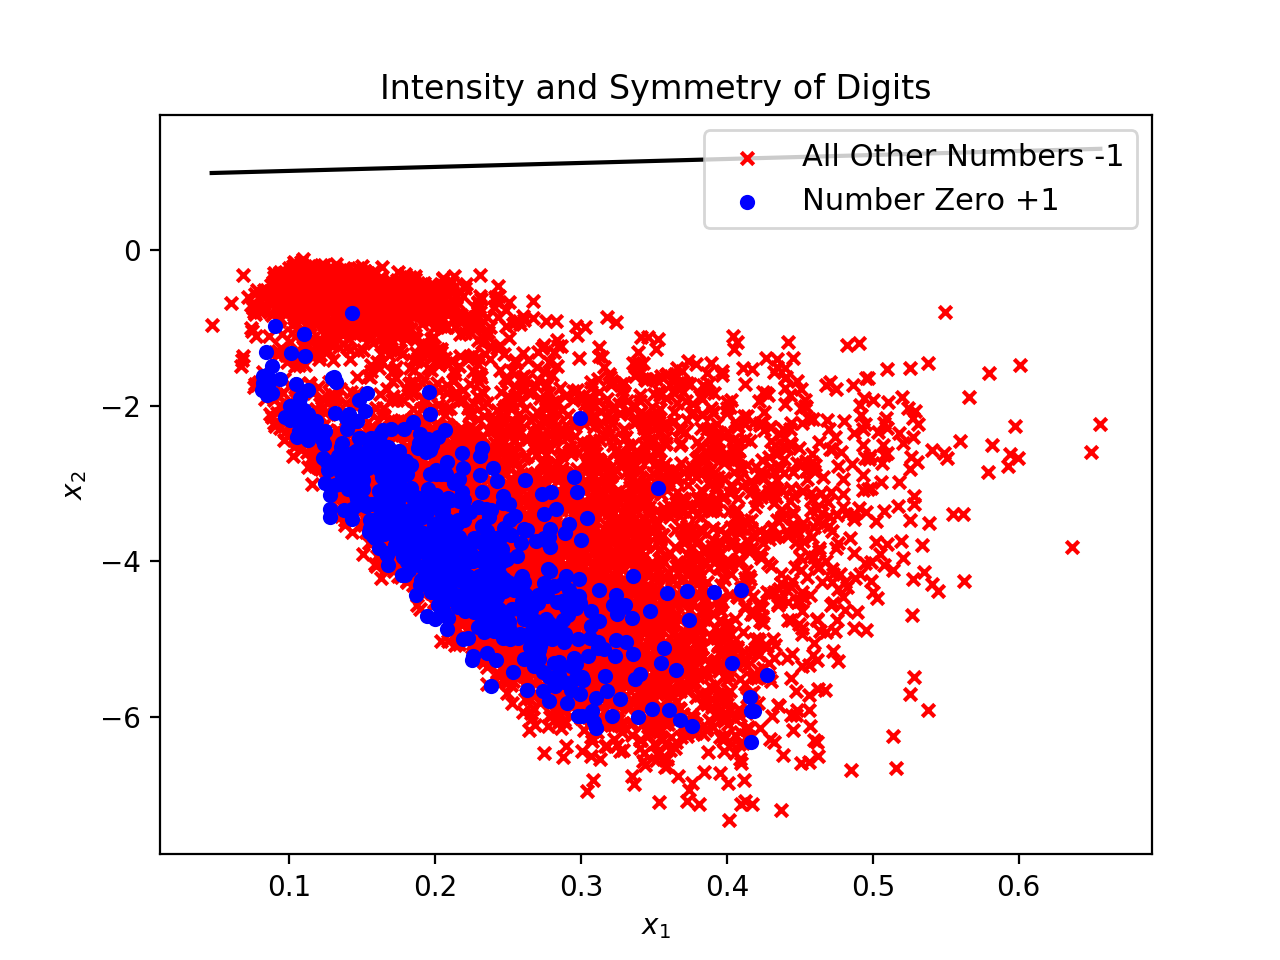 Intensity and Symmetry of Digits
All Other Numbers -1
Number Zero +1
0
−2
−4
−6
x₂
0.1 0.2 0.3 0.4 0.5 0.6
x₁